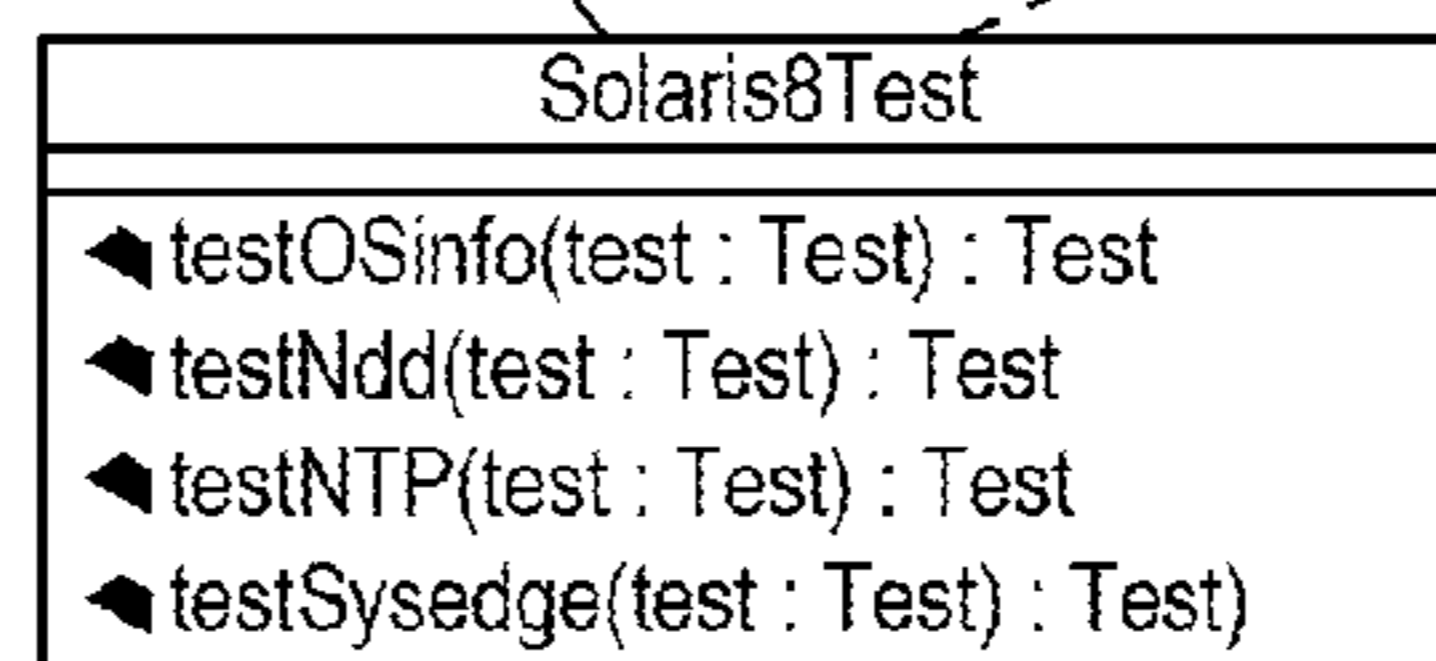 Solaris8Test
testOSinfo(test : Test) : Test
testNdd(test : Test) : Test
testNTP(test : Test) : Test
testSysedge(test : Test) : Test)